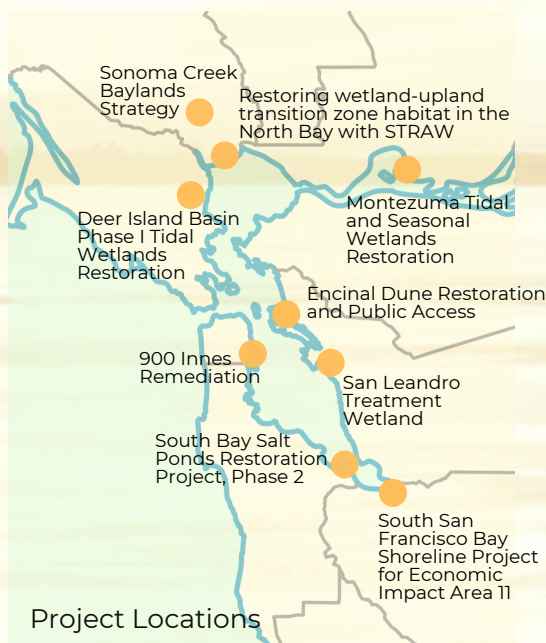 Sonoma Creek
Baylands
Strategy
Restoring wetland-upland
transition zone habitat in the
North Bay with STRAW
Montezuma Tidal
and Seasonal
Wetlands
Restoration
Deer Island Basin
Phase I Tidal
Wetlands
Restoration
Encinal Dune Restoration
and Public Access
900 Innes
Remediation
San Leandro
Treatment
Wetland
South Bay Salt
Ponds Restoration
Project, Phase 2
South San
Francisco Bay
Shoreline Project
for Economic
Impact Area 11
Project Locations